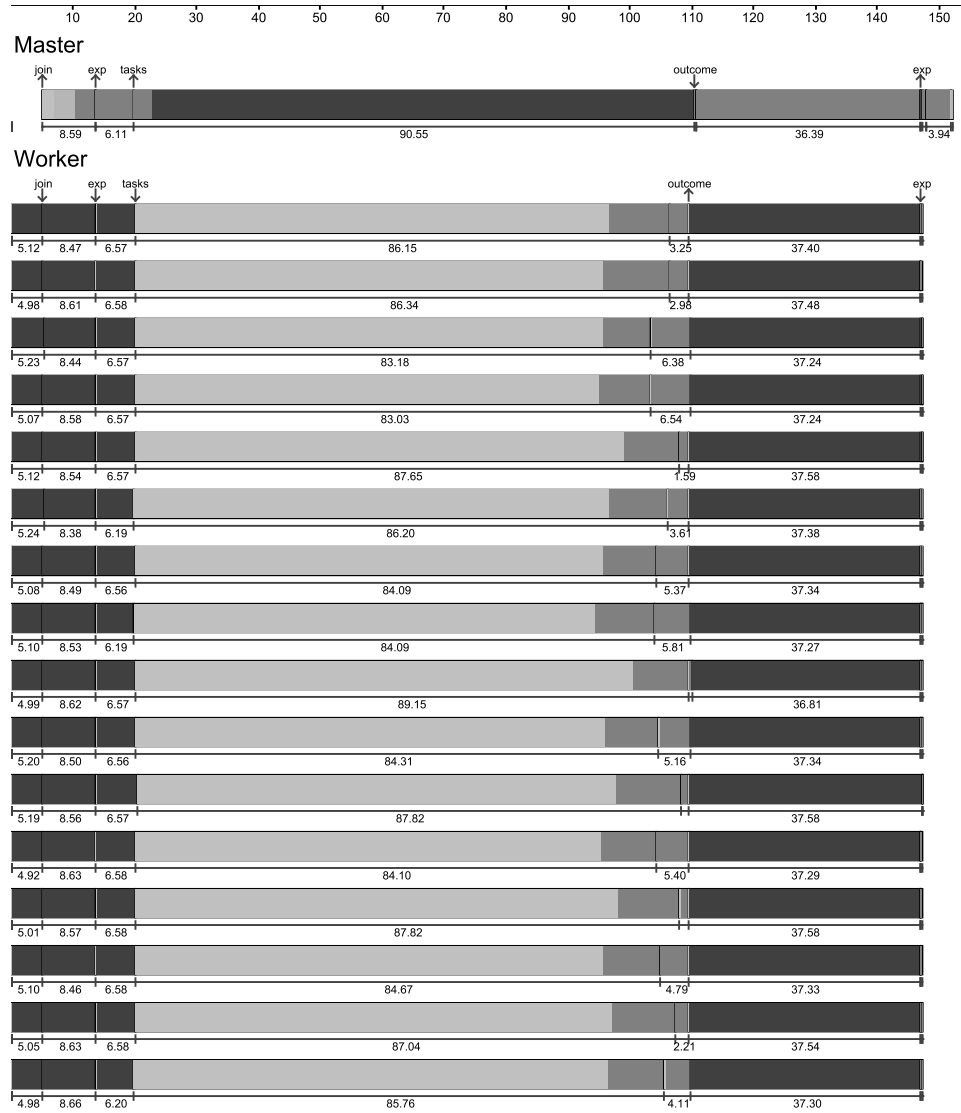 10 20 30 40 50 60 70 80 90 100 110 120 130 140 150
Master
join exp tasks outcome exp
8.59 6.11 90.55 36.39 3.94
Worker
join exp tasks outcome exp
5.12 8.47 6.57 86.15 3.25 37.40
4.98 8.61 6.58 86.34 2.98 37.48
5.23 8.44 6.57 83.18 6.38 37.24
5.07 8.58 6.57 83.03 6.54 37.24
5.12 8.54 6.57 87.65 1.59 37.58
5.24 8.38 6.19 86.20 3.61 37.38
5.08 8.49 6.56 84.09 5.37 37.34
5.10 8.53 6.19 84.09 5.81 37.27
4.99 8.62 6.57 89.15 36.81
5.20 8.50 6.56 84.31 5.16 37.34
5.19 8.56 6.57 87.82 37.58
4.92 8.63 6.58 84.10 5.40 37.29
5.01 8.57 6.58 87.82 37.58
5.10 8.46 6.58 84.67 4.79 37.33
5.05 8.63 6.58 87.04 2.21 37.54
4.98 8.66 6.20 85.76 4.11 37.30